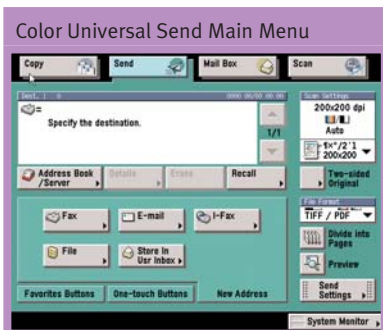 Color Universal Send Main Menu
Copy
Send
Mail Box
Scan
Dest. : 0
Scan Settings
Specify the destination.
200x200 dpi
Auto
1/1
200x200
Address Book
/Server
Details
Erase
Recall
Two-sided
Original
File Format
TIFF / PDF
Fax
E-mail
I-Fax
Divide into
Pages
File
Store In
Usr Inbox
Preview
Send
Settings
Favorites Buttons
One-touch Buttons
New Address
System Monitor